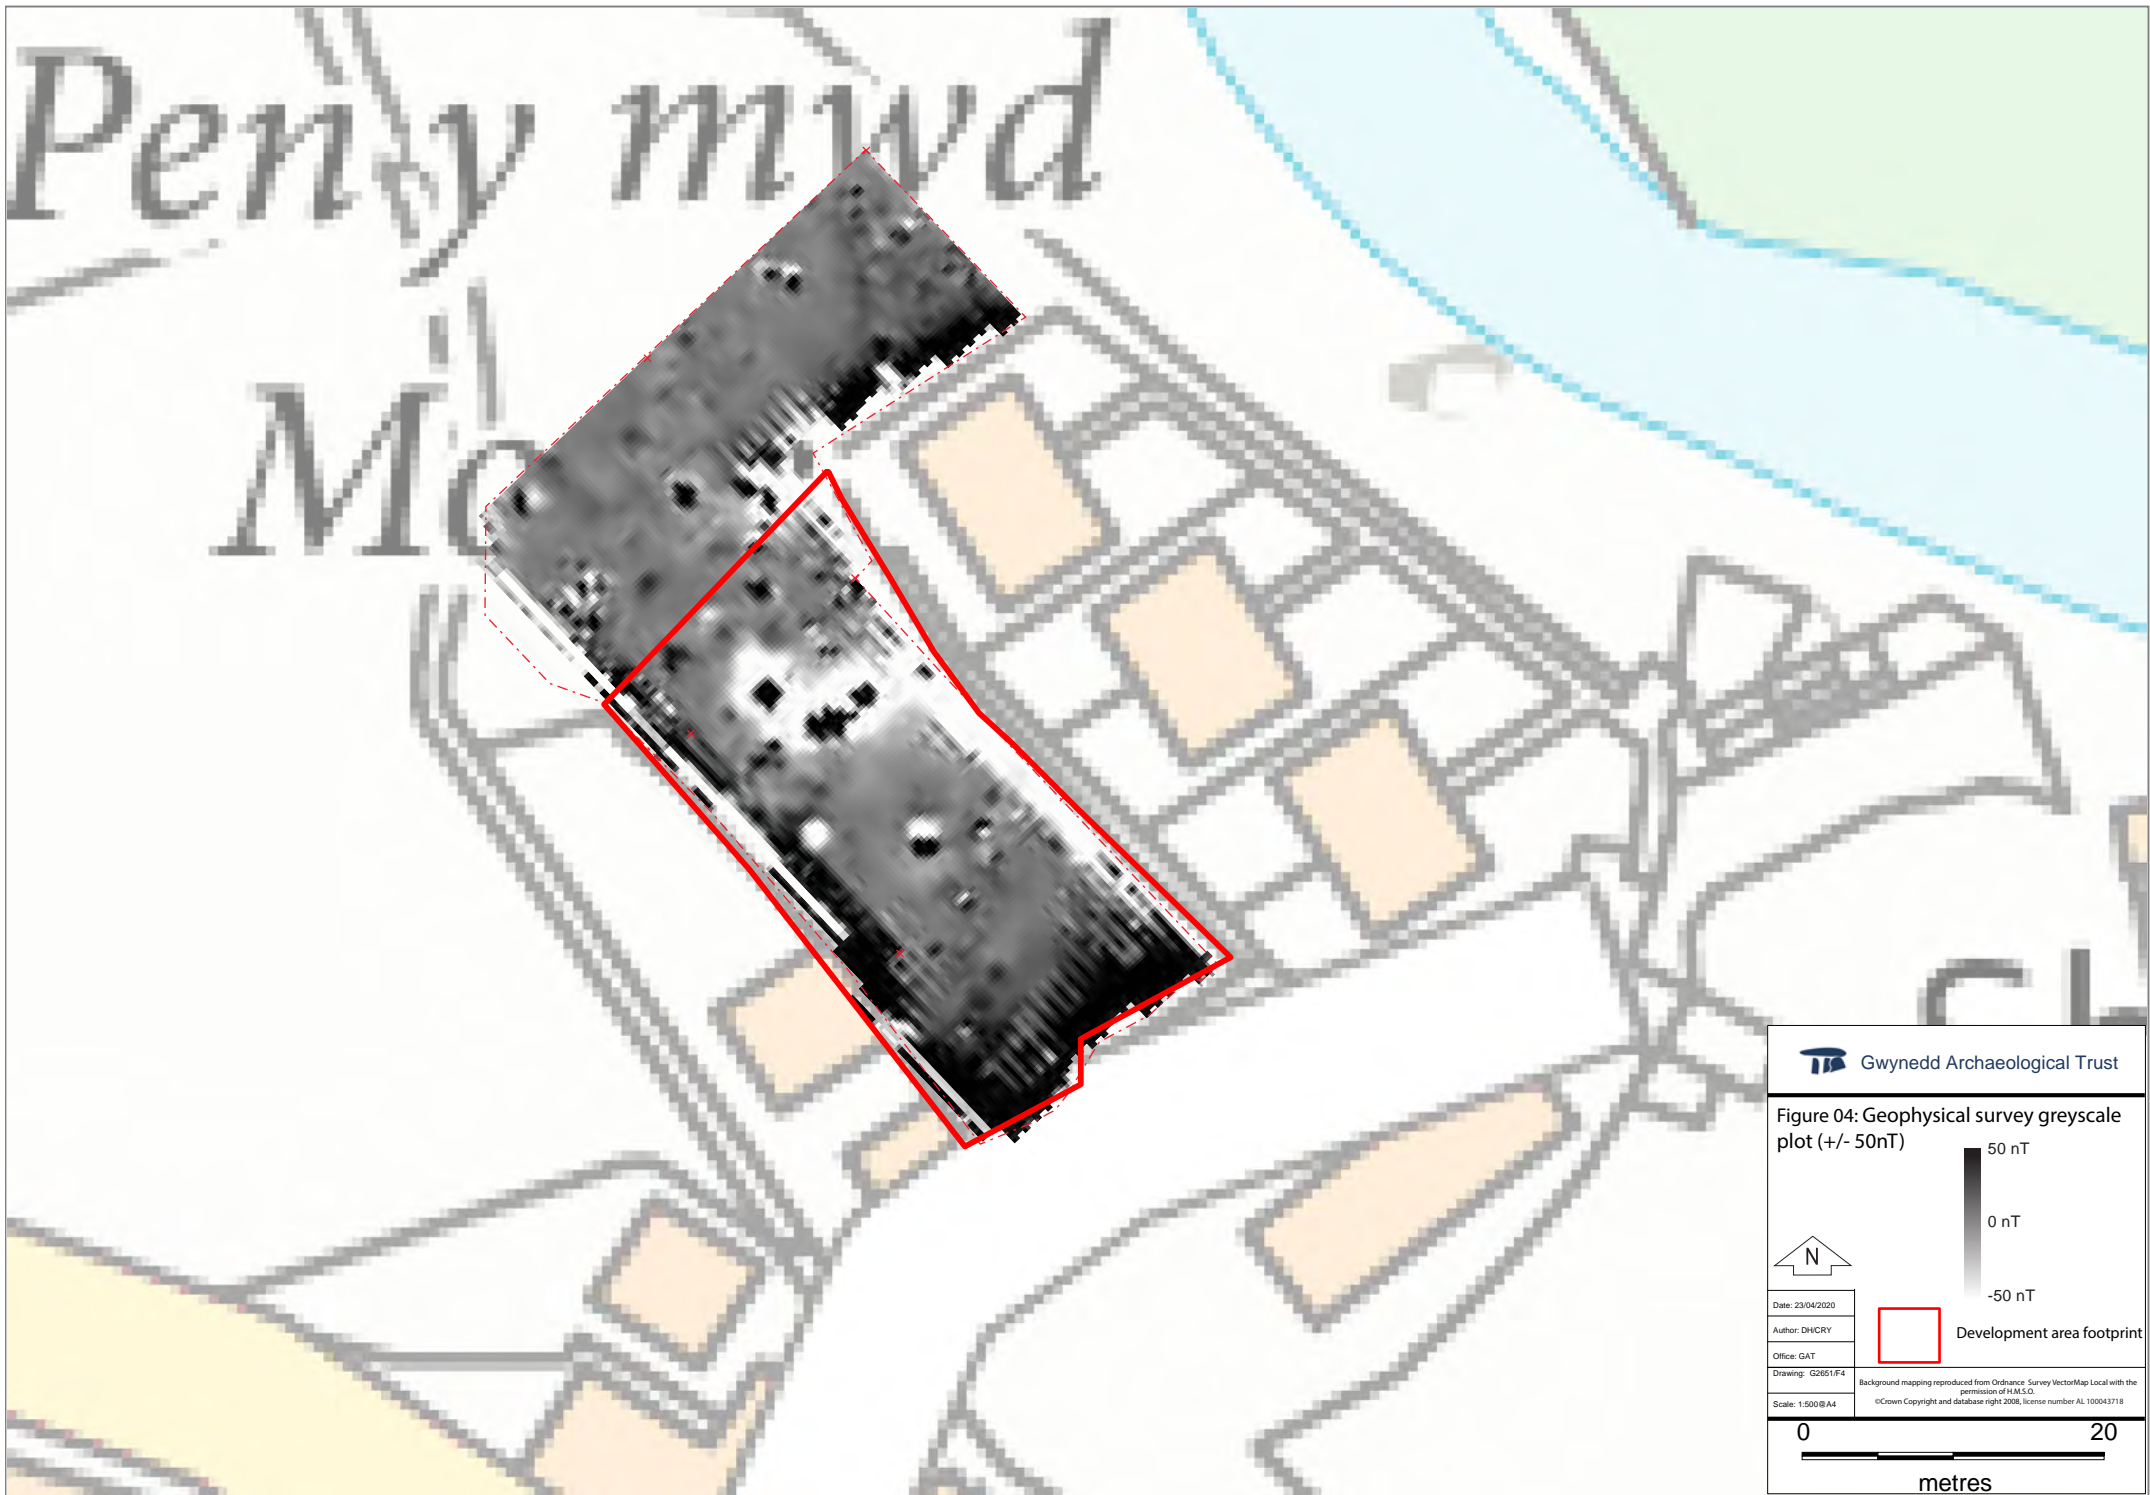 Pen y mwd
Mo
Gwynedd Archaeological Trust
Figure 04: Geophysical survey greyscale
plot (+/- 50nT)
50 nT
0 nT
-50 nT
N
Date: 23/04/2020
Author: DH/CRY
Office: GAT
Drawing: G2651/F4
Scale: 1:500@A4
Development area footprint
Background mapping reproduced from Ordnance Survey VectorMap Local with the
permission of H.M.S.O.
©Crown Copyright and database right 2008, license number AL 100043718
0 20
metres